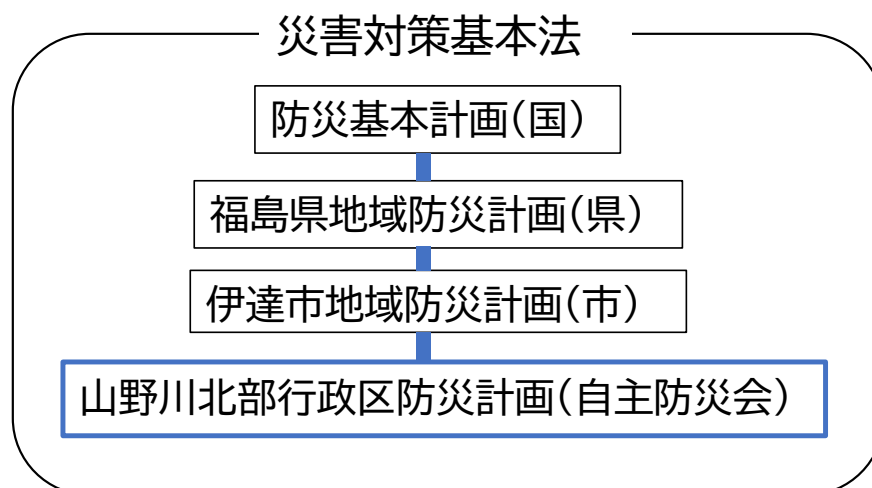 災害対策基本法
防災基本計画(国)
福島県地域防災計画(県)
伊達市地域防災計画(市)
山野川北部行政区防災計画(自主防災会)